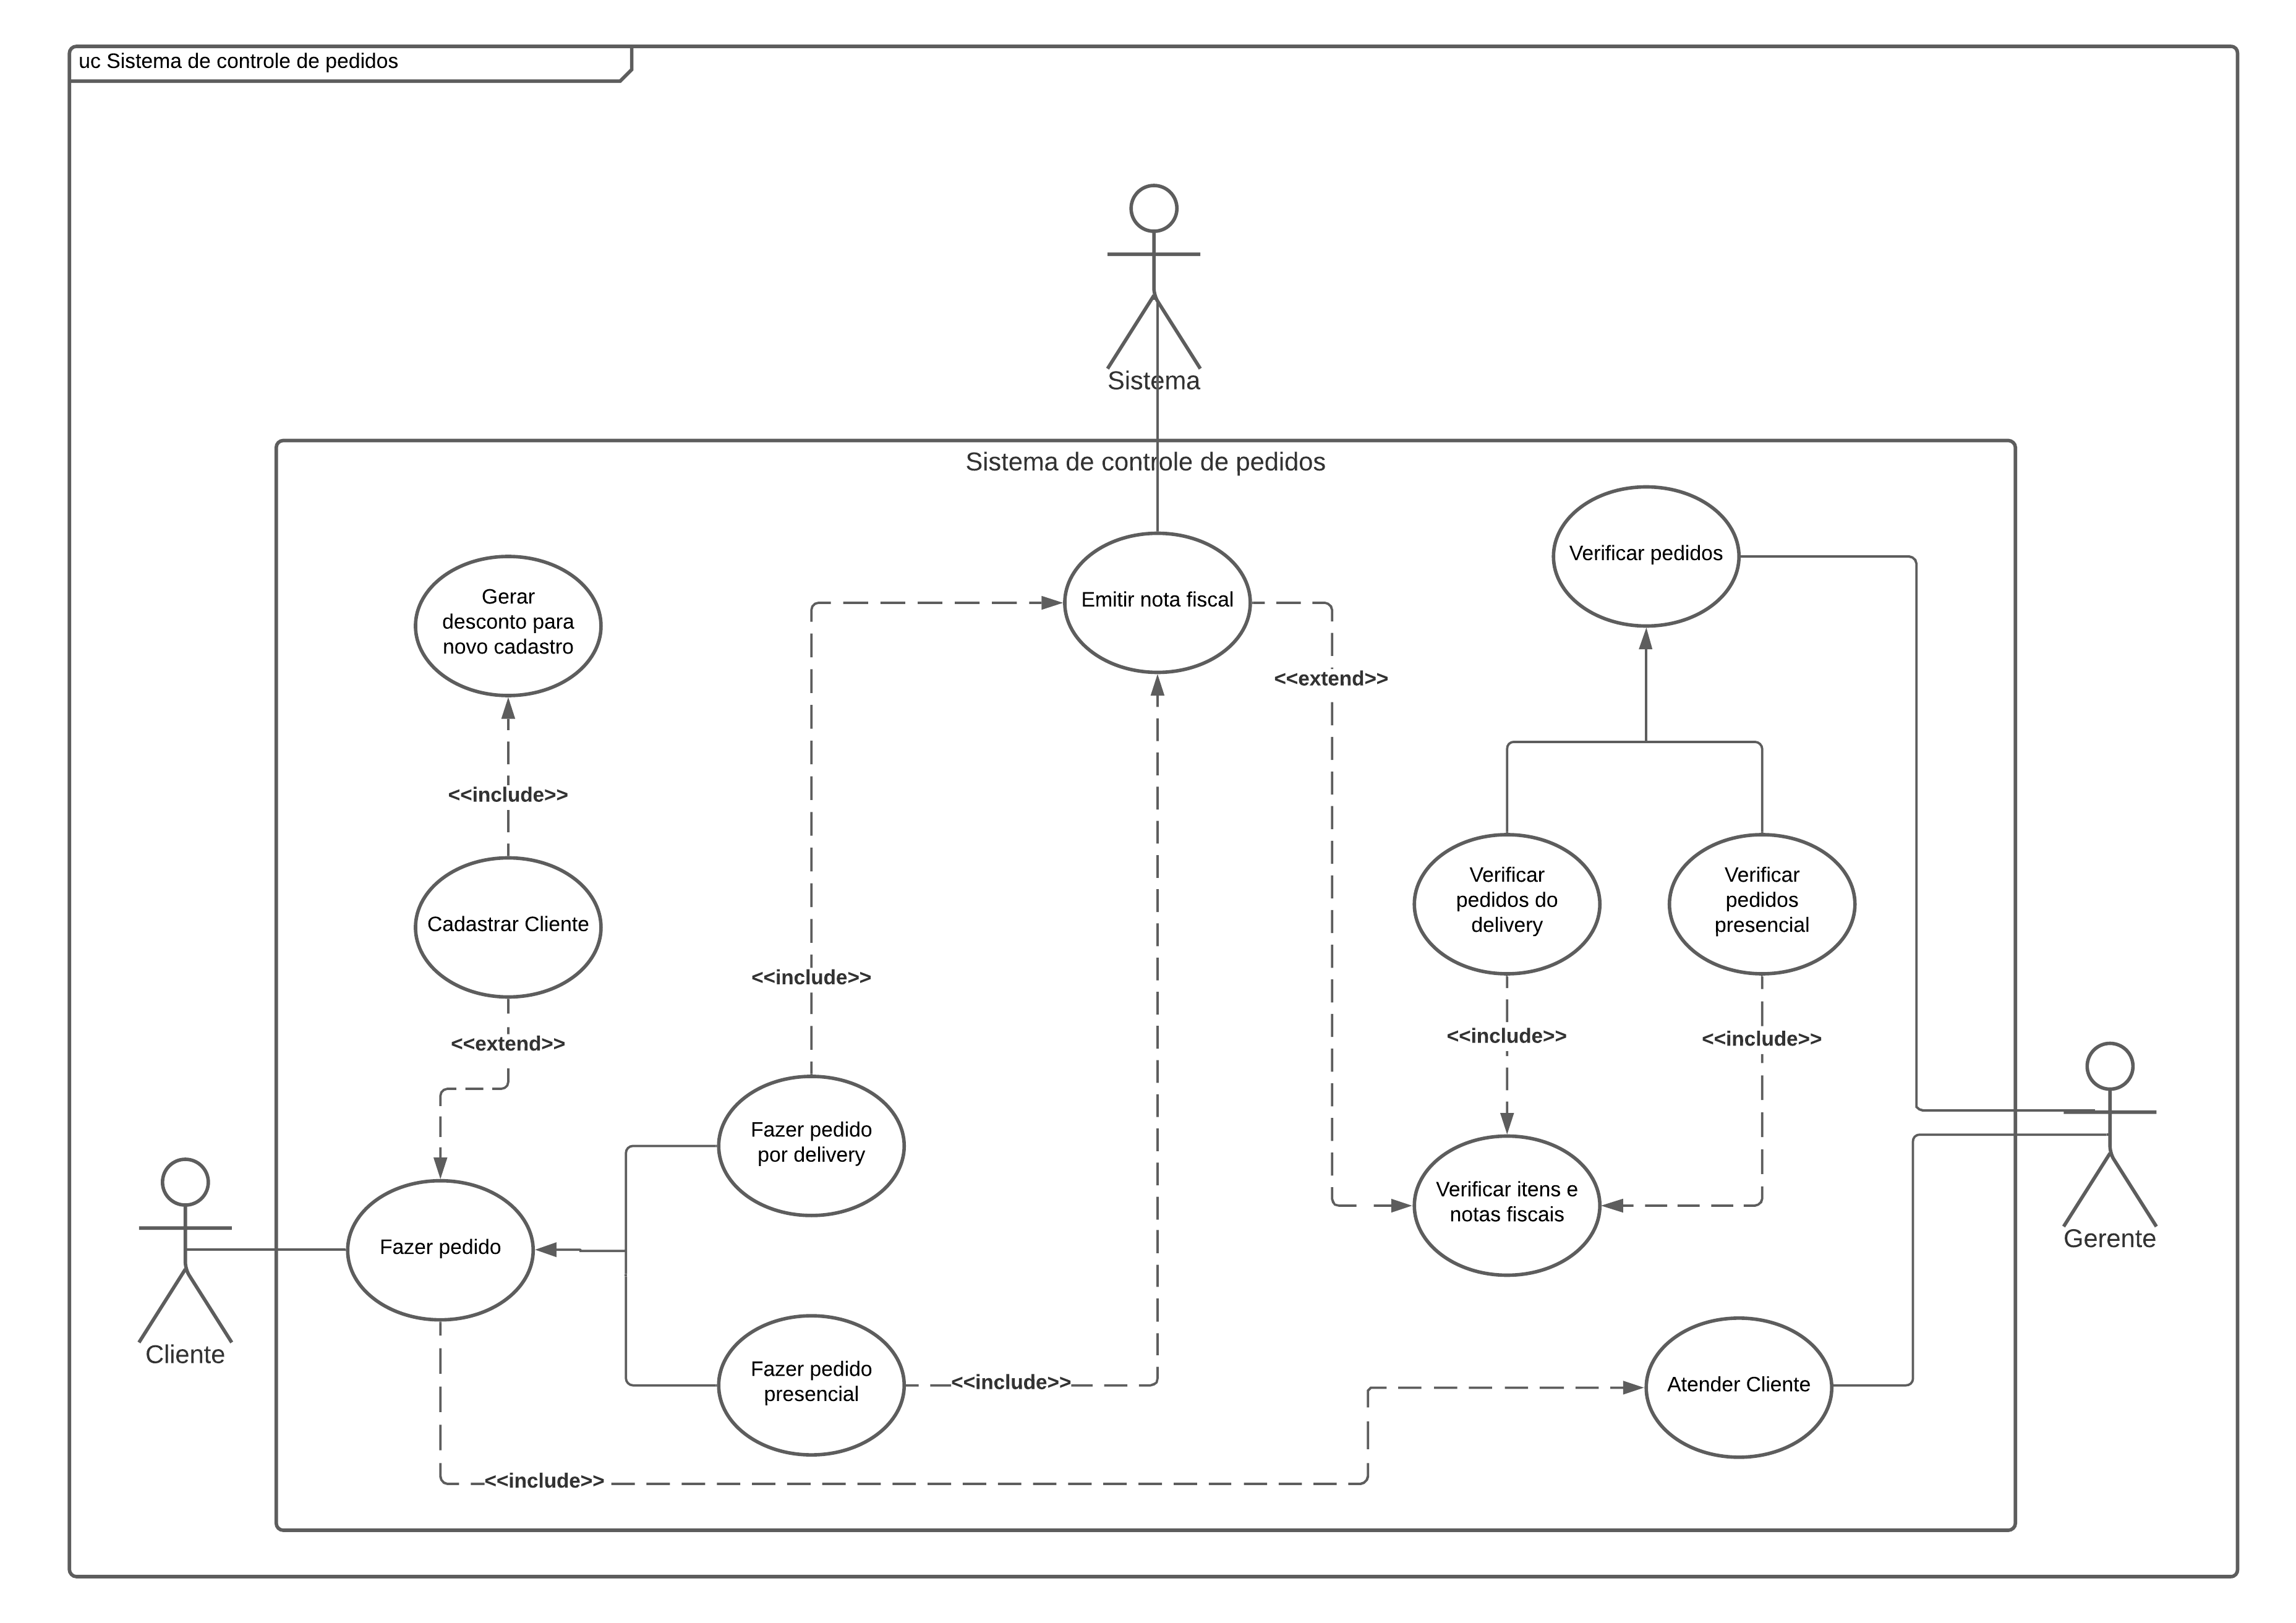 uc Sistema de controle de pedidos
Sistema
Sistema de controle de pedidos
Verificar pedidos
Emitir nota fiscal
Gerar
desconto para
novo cadastro
<<extend>>
<<include>>
Cadastrar Cliente
Verificar
pedidos do
delivery
Verificar
pedidos
presencial
<<include>>
<<extend>>
<<include>>
<<include>>
Fazer pedido
por delivery
Verificar itens e
notas fiscais
Gerente
Fazer pedido
Cliente
Fazer pedido
presencial
<<include>>
Atender Cliente
<<include>>